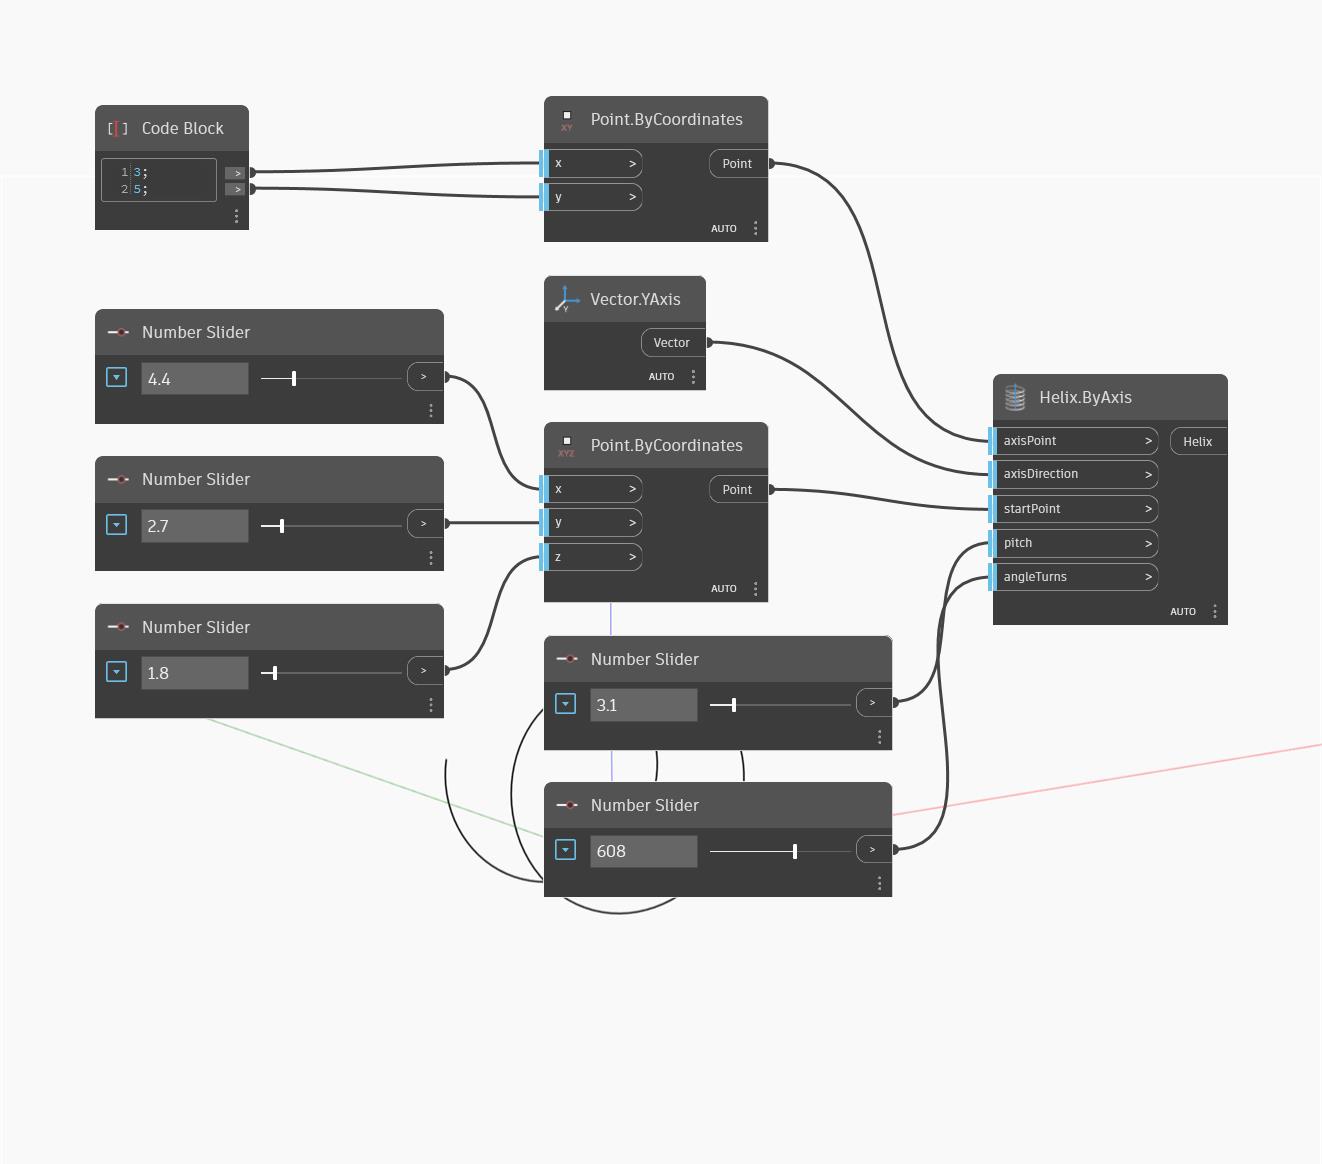 Code Block
1 3;
2 5;
>
>
Point.ByCoordinates
XY
x >
y >
Point
AUTO
Vector.YAxis
Y
Vector
AUTO
Number Slider
4.4
>
Number Slider
2.7
>
Number Slider
1.8
>
Point.ByCoordinates
XYZ
x >
y >
z >
Point
AUTO
Number Slider
3.1
>
Number Slider
608
>
Helix.ByAxis
axisPoint >
axisDirection >
startPoint >
pitch >
angleTurns >
Helix
AUTO